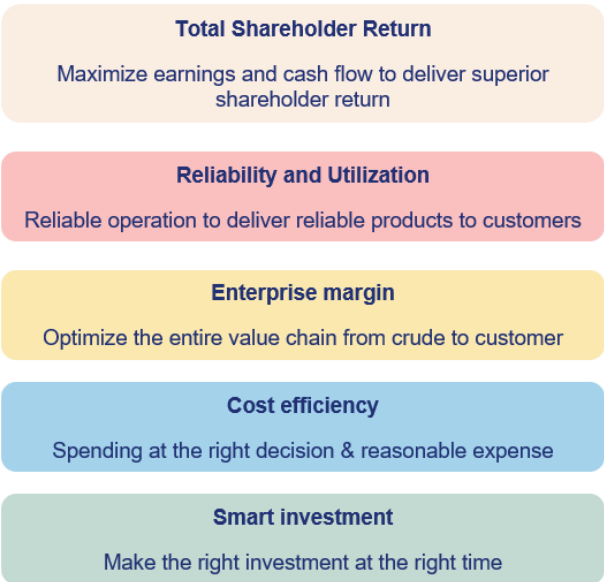 Total Shareholder Return
Maximize earnings and cash flow to deliver superior
shareholder return
Reliability and Utilization
Reliable operation to deliver reliable products to customers
Enterprise margin
Optimize the entire value chain from crude to customer
Cost efficiency
Spending at the right decision & reasonable expense
Smart investment
Make the right investment at the right time